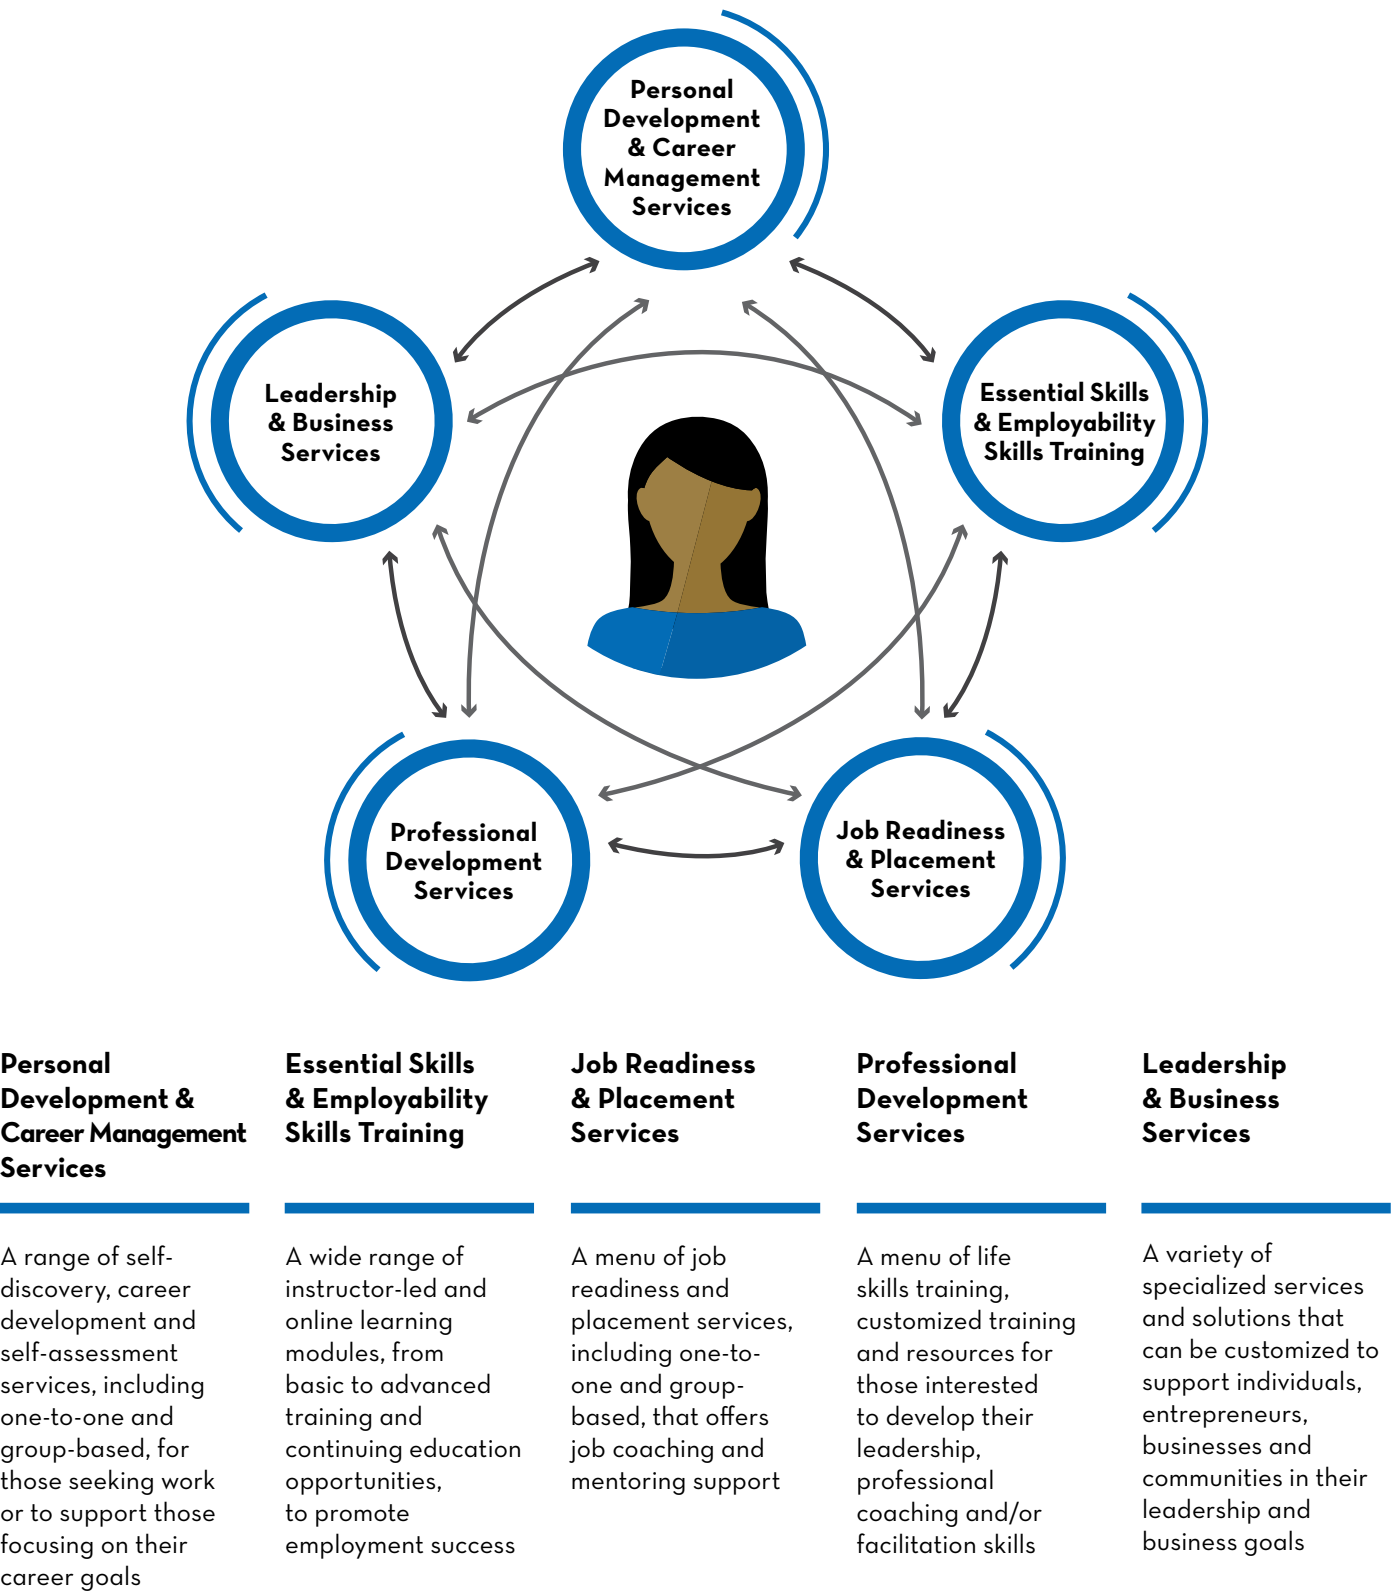 Personal
Development
& Career
Management
Services
Leadership
& Business
Services
Essential Skills
& Employability
Skills Training
Professional
Development
Services
Job Readiness
& Placement
Services
Personal
Development &
Career Management
Services
A range of self-
discovery, career
development and
self-assessment
services, including
one-to-one and
group-based, for
those seeking work
or to support those
focusing on their
career goals
Essential Skills
& Employability
Skills Training
A wide range of
instructor-led and
online learning
modules, from
basic to advanced
training and
continuing education
opportunities,
to promote
employment success
Job Readiness
& Placement
Services
A menu of job
readiness and
placement services,
including one-to-
one and group-
based, that offers
job coaching and
mentoring support
Professional
Development
Services
A menu of life
skills training,
customized training
and resources for
those interested
to develop their
leadership,
professional
coaching and/or
facilitation skills
Leadership
& Business
Services
A variety of
specialized services
and solutions that
can be customized to
support individuals,
entrepreneurs,
businesses and
communities in their
leadership and
business goals